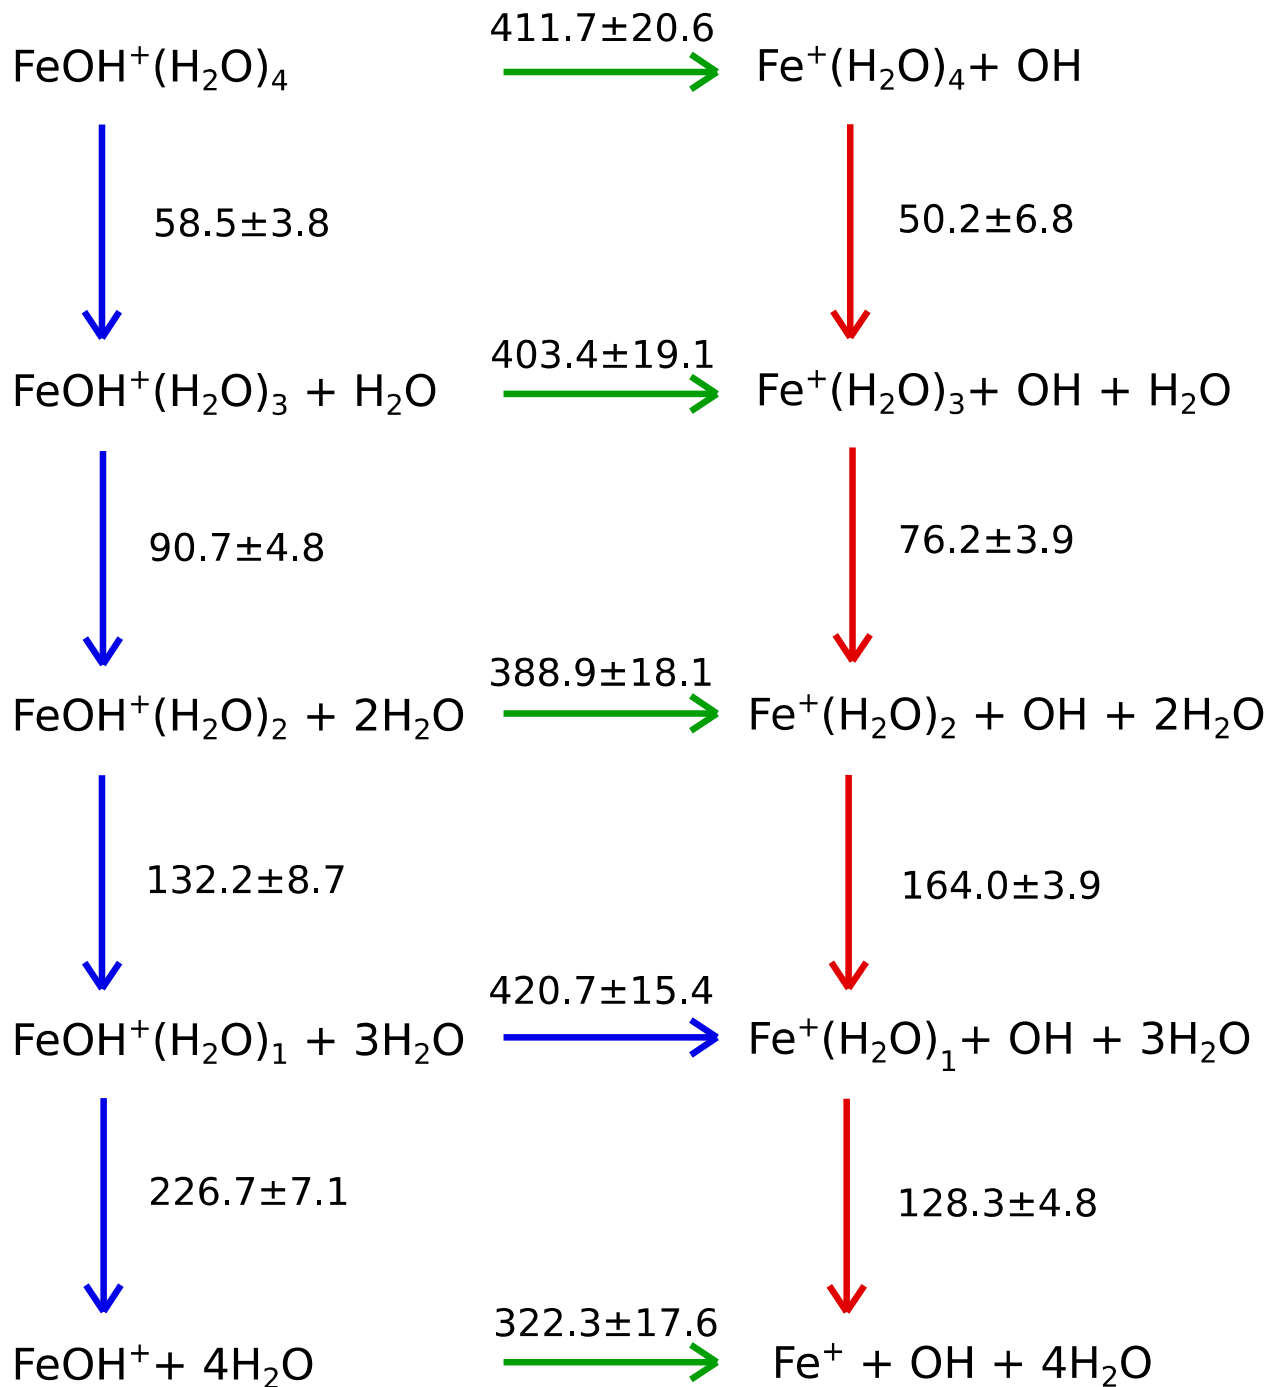 411.7±20.6
FeOH⁺(H₂O)₄ Fe⁺(H₂O)₄+ OH
58.5±3.8 50.2±6.8
403.4±19.1
FeOH⁺(H₂O)₃ + H₂O Fe⁺(H₂O)₃+ OH + H₂O
90.7±4.8 76.2±3.9
388.9±18.1
FeOH⁺(H₂O)₂ + 2H₂O Fe⁺(H₂O)₂ + OH + 2H₂O
132.2±8.7 164.0±3.9
420.7±15.4
FeOH⁺(H₂O)₁ + 3H₂O Fe⁺(H₂O)₁+ OH + 3H₂O
226.7±7.1 128.3±4.8
322.3±17.6
FeOH⁺+ 4H₂O Fe⁺ + OH + 4H₂O